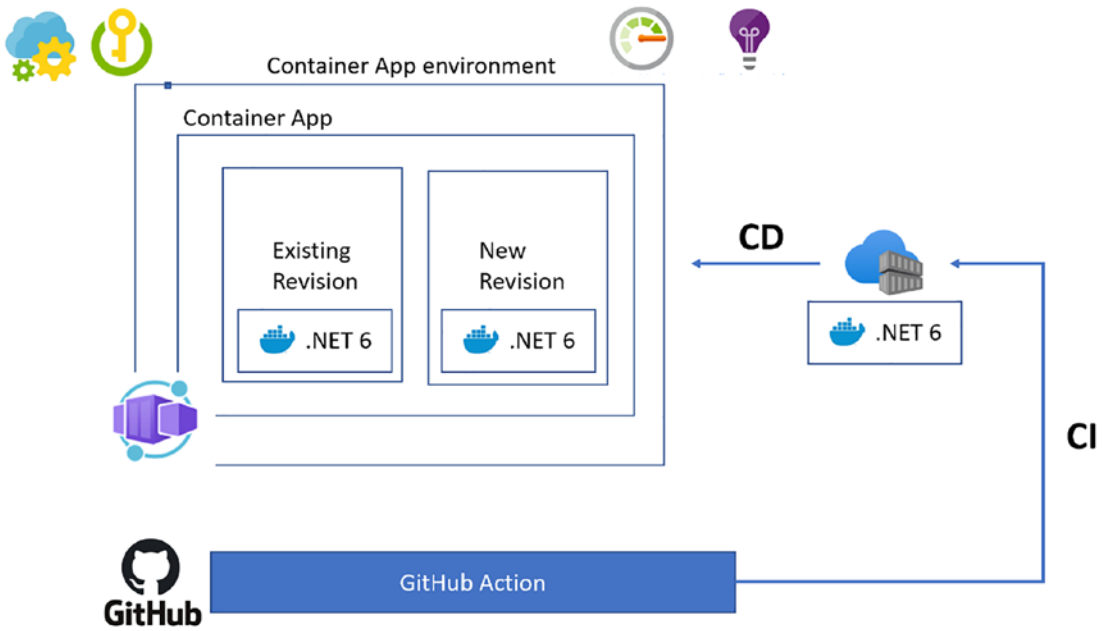 Container App environment
Container App
Existing
Revision
.NET 6
New
Revision
.NET 6
CD
.NET 6
CI
GitHub
GitHub Action